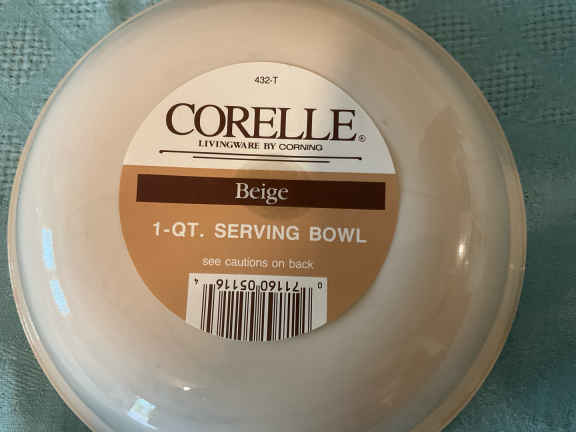 432-T
CORELLE®
LIVINGWARE BY CORNING
Beige
1-QT. SERVING BOWL
see cautions on back
0 71160 05116 4